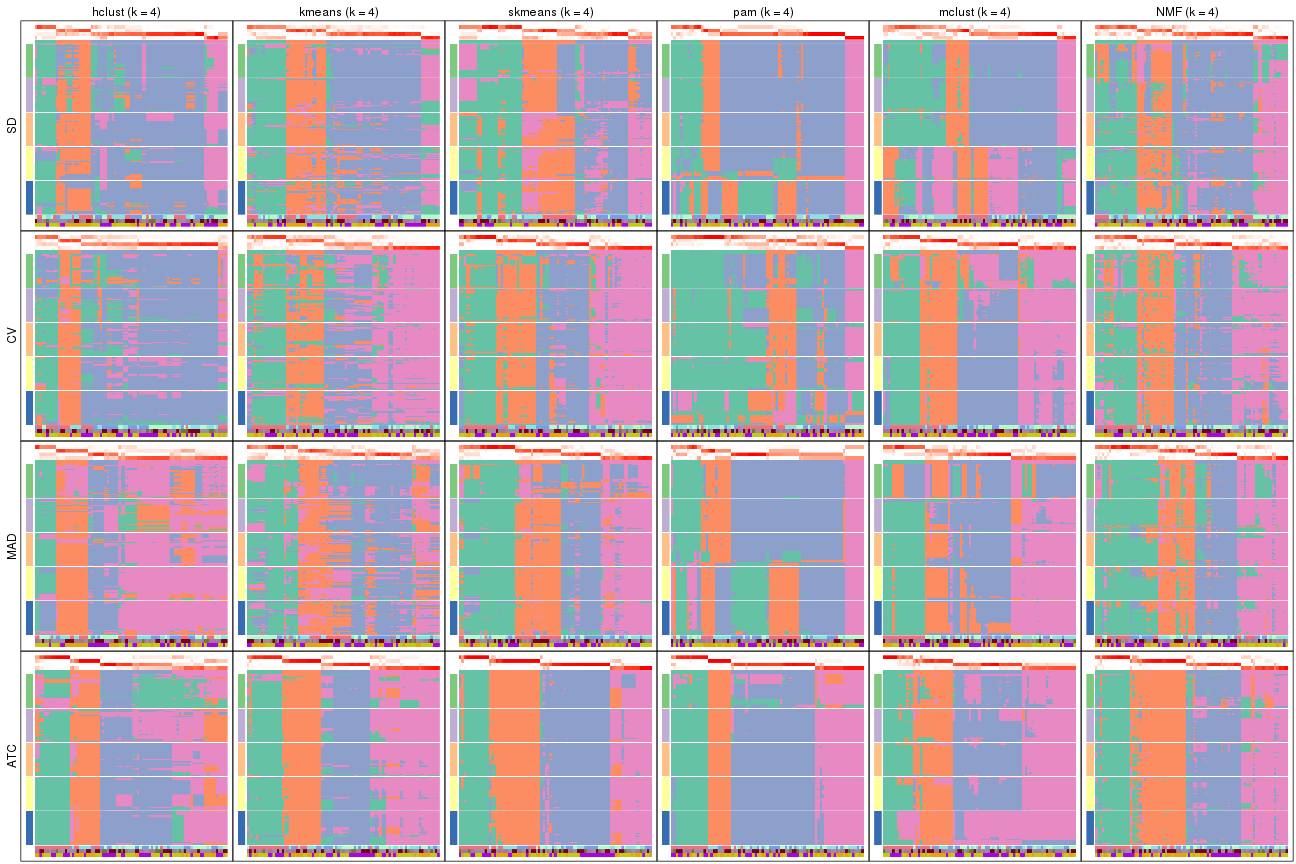 hclust (k = 4)
kmeans (k = 4)
skmeans (k = 4)
pam (k = 4)
mclust (k = 4)
NMF (k = 4)
SD
CV
MAD
ATC